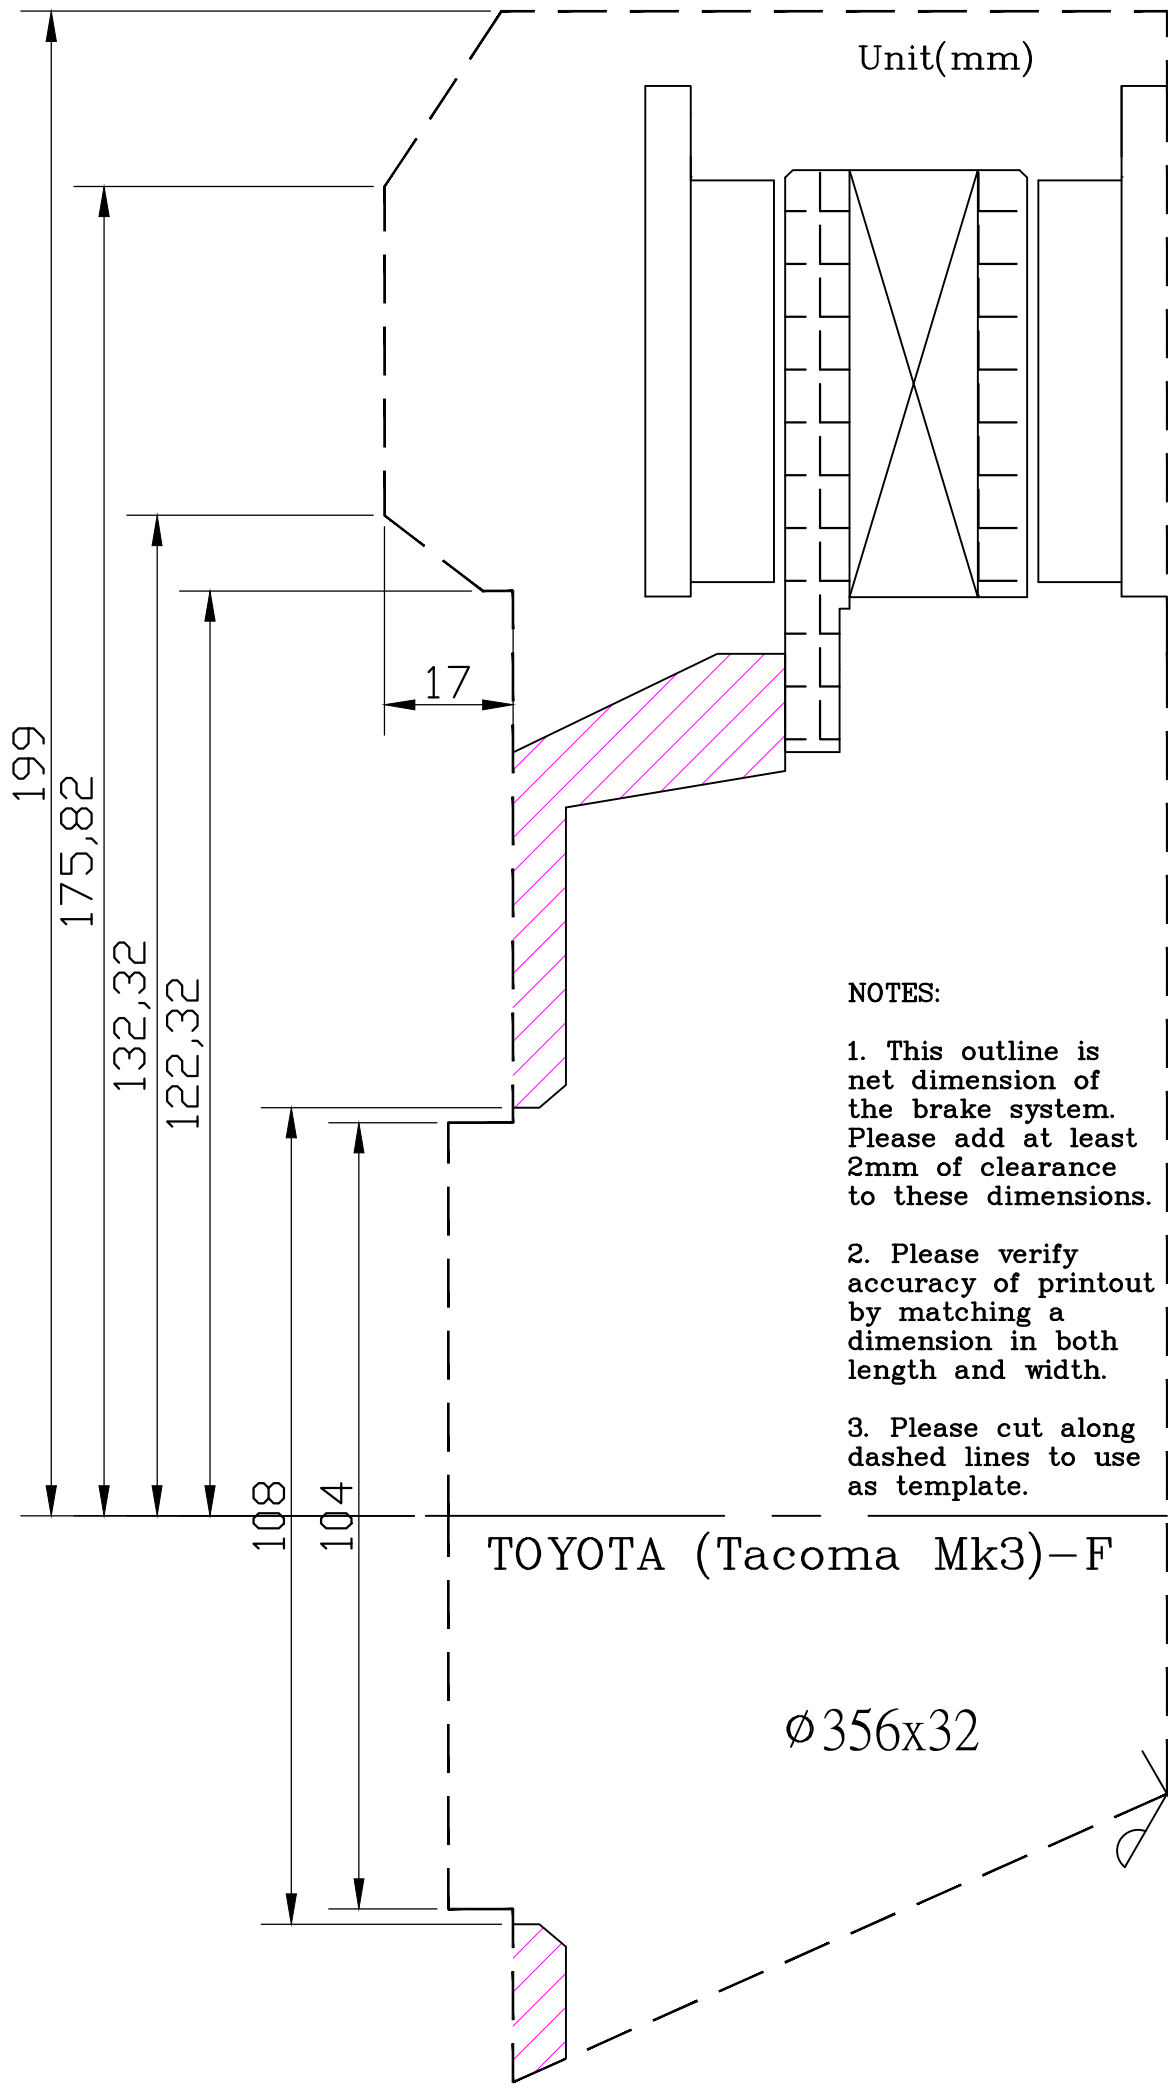 Unit(mm)
199
175,82
132,32
122,32
17
108
104
NOTES:
1. This outline is
net dimension of
the brake system.
Please add at least
2mm of clearance
to these dimensions.
2. Please verify
accuracy of printout
by matching a
dimension in both
length and width.
3. Please cut along
dashed lines to use
as template.
TOYOTA (Tacoma Mk3)-F
ø356x32